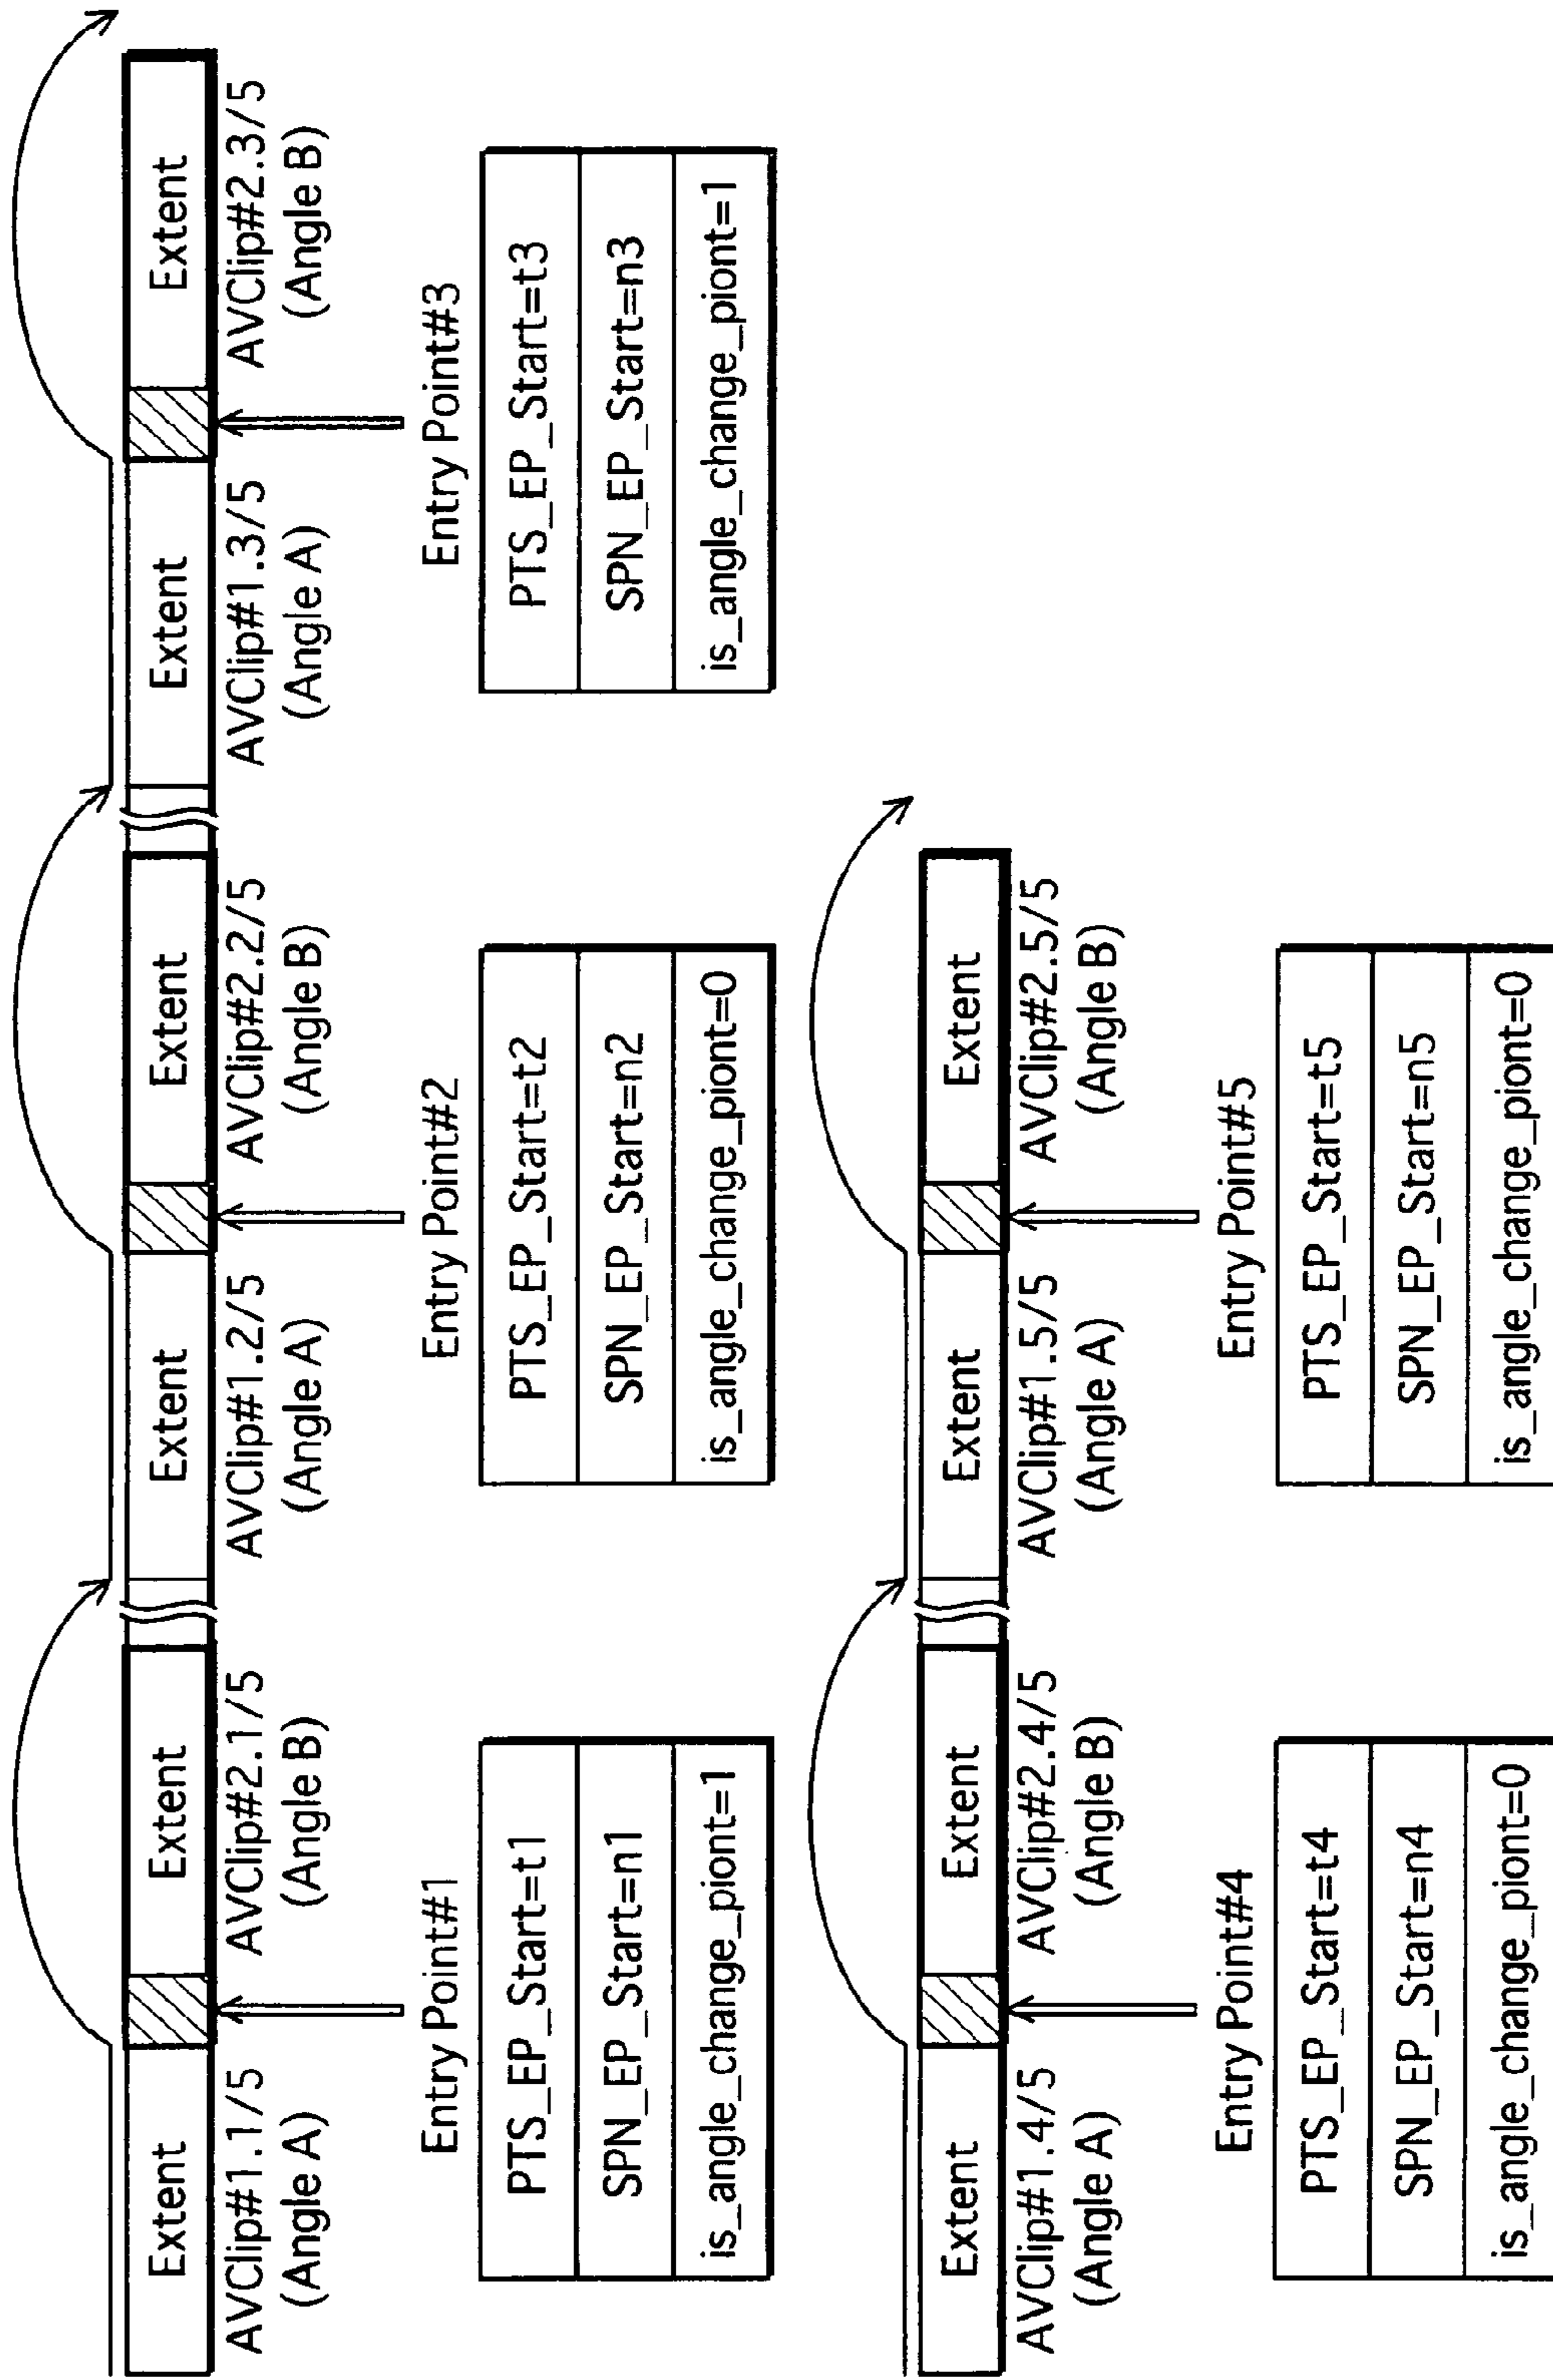 Extent
Extent
Extent
Extent
Extent
Extent
AVClip#1.1/5
(Angle A)
AVClip#2.1/5
(Angle B)
AVClip#1.2/5
(Angle A)
AVClip#2.2/5
(Angle B)
AVClip#1.3/5
(Angle A)
AVClip#2.3/5
(Angle B)
Entry Point#1
PTS_EP_Start=t1
SPN_EP_Start=n1
is_angle_change_piont=1
Entry Point#2
PTS_EP_Start=t2
SPN_EP_Start=n2
is_angle_change_piont=0
Entry Point#3
PTS_EP_Start=t3
SPN_EP_Start=n3
is_angle_change_piont=1
Extent
Extent
Extent
Extent
AVClip#1.4/5
(Angle A)
AVClip#2.4/5
(Angle B)
AVClip#1.5/5
(Angle A)
AVClip#2.5/5
(Angle B)
Entry Point#4
PTS_EP_Start=t4
SPN_EP_Start=n4
is_angle_change_piont=0
Entry Point#5
PTS_EP_Start=t5
SPN_EP_Start=n5
is_angle_change_piont=0